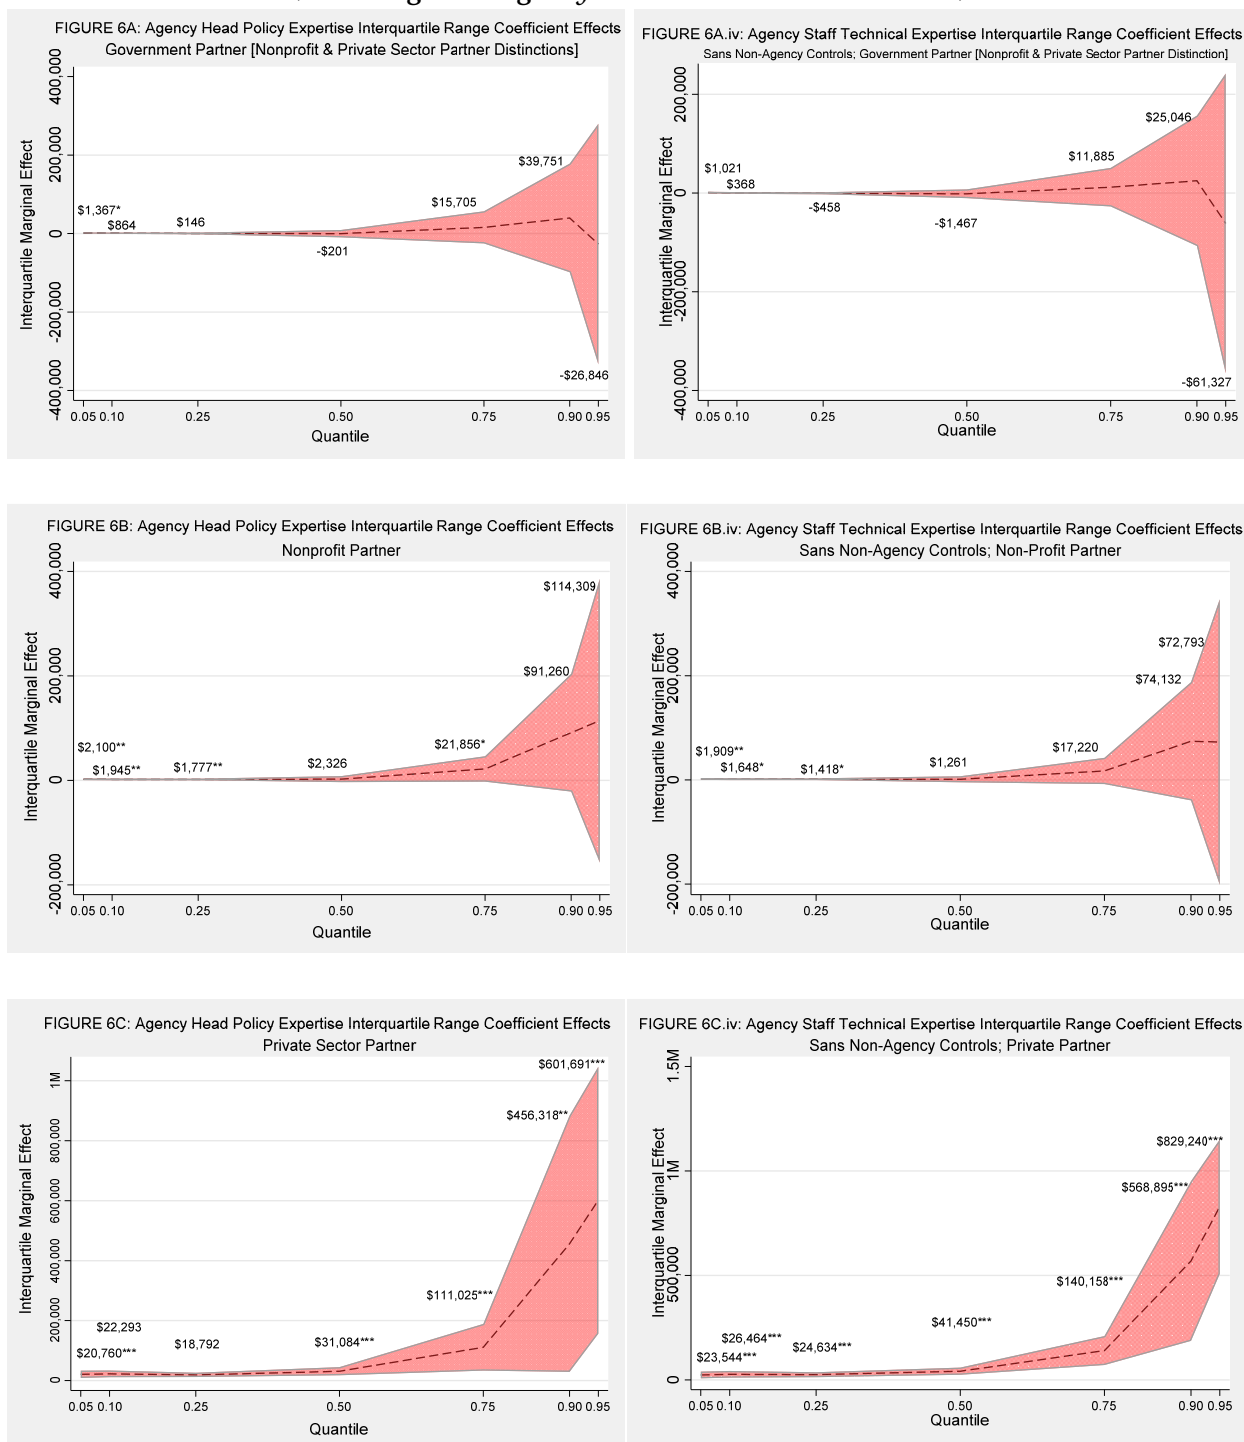 FIGURE 6A: Agency Head Policy Expertise Interquartile Range Coefficient Effects
Government Partner [Nonprofit & Private Sector Partner Distinctions]
Interquartile Marginal Effect
400,000
200,000
0
-200,000
-400,000
$1,367*
$864
$146
-$201
$15,705
$39,751
-$26,846
0.05 0.10 0.25 0.50 0.75 0.90 0.95
Quantile
FIGURE 6A.iv: Agency Staff Technical Expertise Interquartile Range Coefficient Effects
Sans Non-Agency Controls; Government Partner [Nonprofit & Private Sector Partner Distinction]
Interquartile Marginal Effect
200,000
0
-200,000
-400,000
$1,021
$368
-$458
-$1,467
$11,885
$25,046
-$61,327
0.05 0.10 0.25 0.50 0.75 0.90 0.95
Quantile
FIGURE 6B: Agency Head Policy Expertise Interquartile Range Coefficient Effects
Nonprofit Partner
Interquartile Marginal Effect
400,000
200,000
0
-200,000
$2,100**
$1,945**
$1,777**
$2,326
$21,856*
$91,260
$114,309
0.05 0.10 0.25 0.50 0.75 0.90 0.95
Quantile
FIGURE 6B.iv: Agency Staff Technical Expertise Interquartile Range Coefficient Effects
Sans Non-Agency Controls; Non-Profit Partner
Interquartile Marginal Effect
400,000
200,000
0
-200,000
$1,909**
$1,648*
$1,418*
$1,261
$17,220
$74,132
$72,793
0.05 0.10 0.25 0.50 0.75 0.90 0.95
Quantile
FIGURE 6C: Agency Head Policy Expertise Interquartile Range Coefficient Effects
Private Sector Partner
Interquartile Marginal Effect
1M
800,000
600,000
400,000
200,000
0
$20,760***
$22,293
$18,792
$31,084***
$111,025***
$456,318**
$601,691***
0.05 0.10 0.25 0.50 0.75 0.90 0.95
Quantile
FIGURE 6C.iv: Agency Staff Technical Expertise Interquartile Range Coefficient Effects
Sans Non-Agency Controls; Private Partner
Interquartile Marginal Effect
1.5M
1M
500,000
0
$23,544***
$26,464***
$24,634***
$41,450***
$140,158***
$568,895***
$829,240***
0.05 0.10 0.25 0.50 0.75 0.90 0.95
Quantile